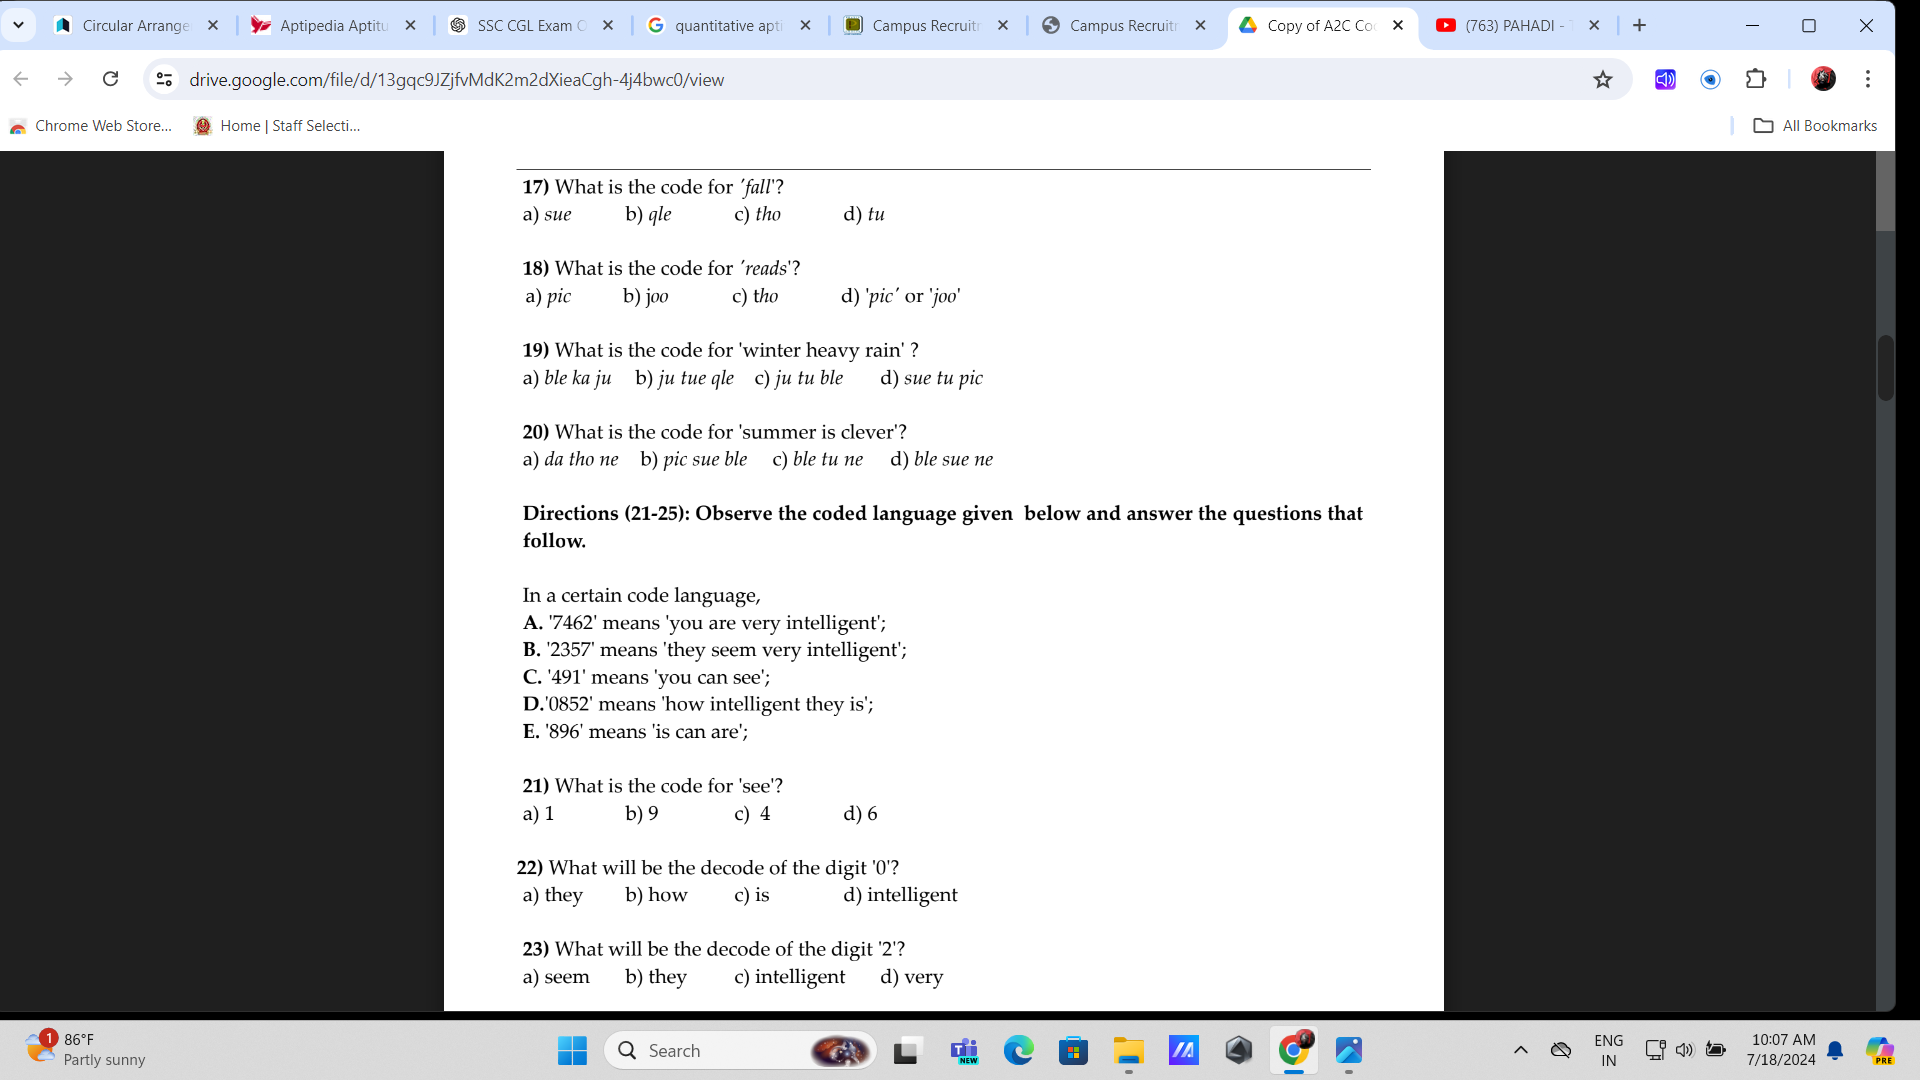 Circular Arrange
Aptipedia Aptitu
SSC CGL Exam O
quantitative apti
Campus Recruitr
Campus Recruitr
Copy of A2C Co
(763) PAHADI - T
drive.google.com/file/d/13gqc9JZjfvMdK2m2dXieaCgh-4j4bwc0/view
Chrome Web Store...
Home | Staff Selecti...
All Bookmarks
17) What is the code for 'fall'?
a) sue b) qle c) tho d) tu
18) What is the code for 'reads'?
a) pic b) joo c) tho d) 'pic' or 'joo'
19) What is the code for 'winter heavy rain' ?
a) ble ka ju b) ju tue qle c) ju tu ble d) sue tu pic
20) What is the code for 'summer is clever'?
a) da tho ne b) pic sue ble c) ble tu ne d) ble sue ne
Directions (21-25): Observe the coded language given below and answer the questions that
follow.
In a certain code language,
A. '7462' means 'you are very intelligent';
B. '2357' means 'they seem very intelligent';
C. '491' means 'you can see';
D.'0852' means 'how intelligent they is';
E. '896' means 'is can are';
21) What is the code for 'see'?
a) 1 b) 9 c) 4 d) 6
22) What will be the decode of the digit '0'?
a) they b) how c) is d) intelligent
23) What will be the decode of the digit '2'?
a) seem b) they c) intelligent d) very
1
86°F
Partly sunny
Search
NEW
ENG
IN
10:07 AM
7/18/2024
PRE